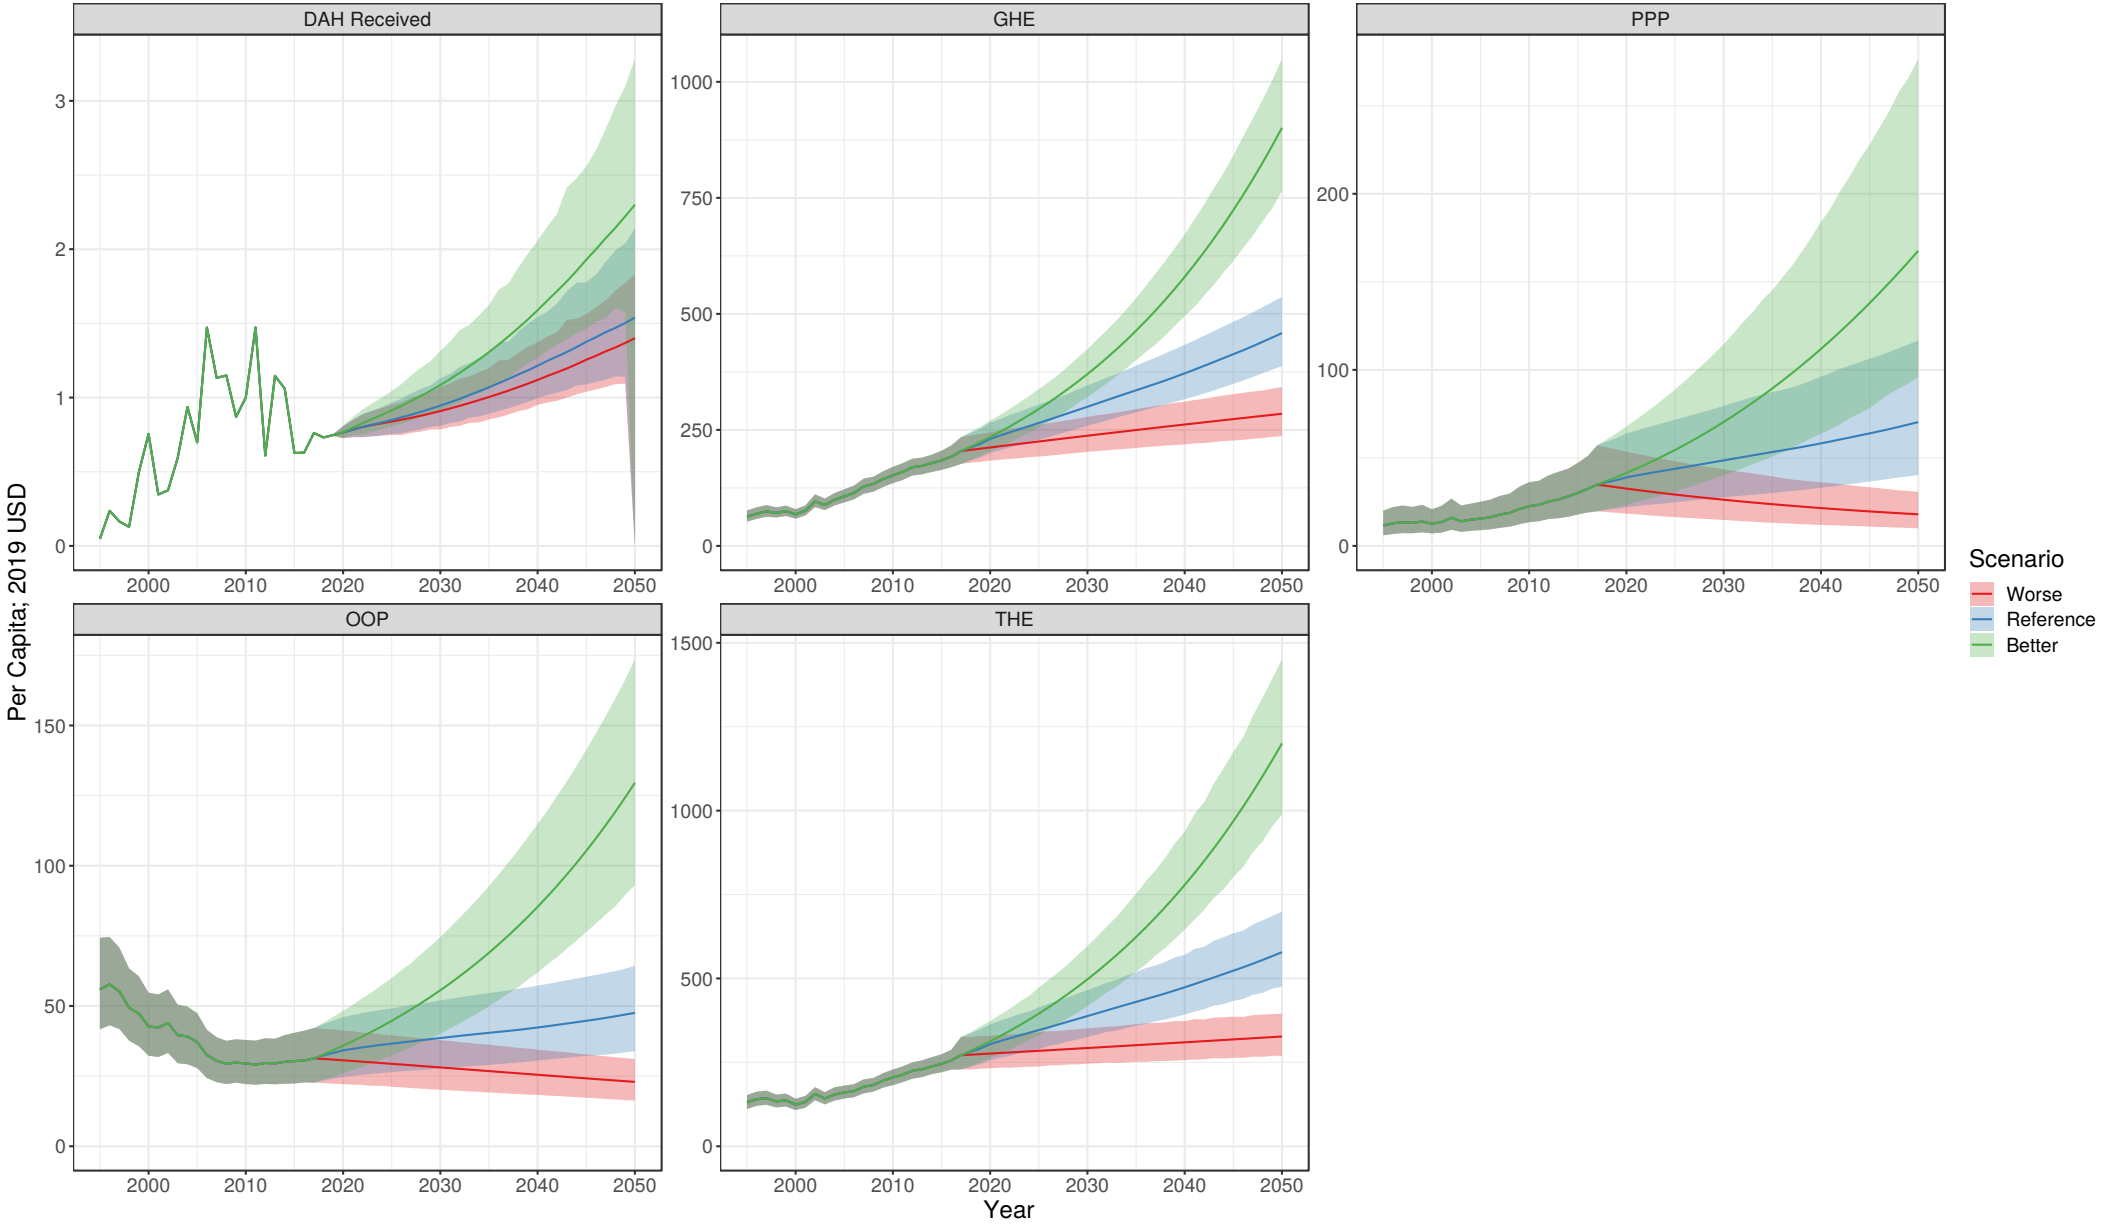 DAH Received
GHE
PPP
3
2
1
0
1000
750
500
250
0
200
100
0
2000 2010 2020 2030 2040 2050
2000 2010 2020 2030 2040 2050
2000 2010 2020 2030 2040 2050
OOP
THE
150
100
50
0
1500
1000
500
0
2000 2010 2020 2030 2040 2050
2000 2010 2020 2030 2040 2050
Year
Per Capita; 2019 USD
Scenario
Worse
Reference
Better